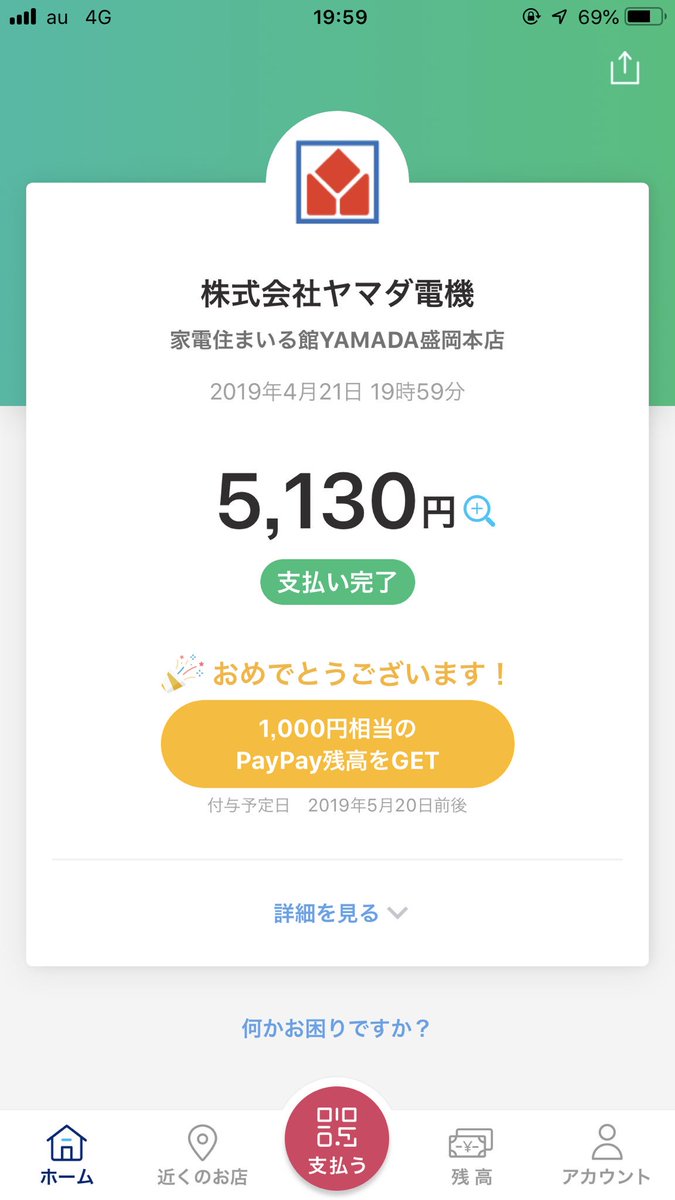 au 4G 19:59 69%
株式会社ヤマダ電機
家電住まいる館YAMADA盛岡本店
2019年4月21日 19時59分
5,130円
支払い完了
おめでとうございます！
1,000円相当の
PayPay残高をGET
付与予定日 2019年5月20日前後
詳細を見る
何かお困りですか？
ホーム 近くのお店 支払う 残高 アカウント